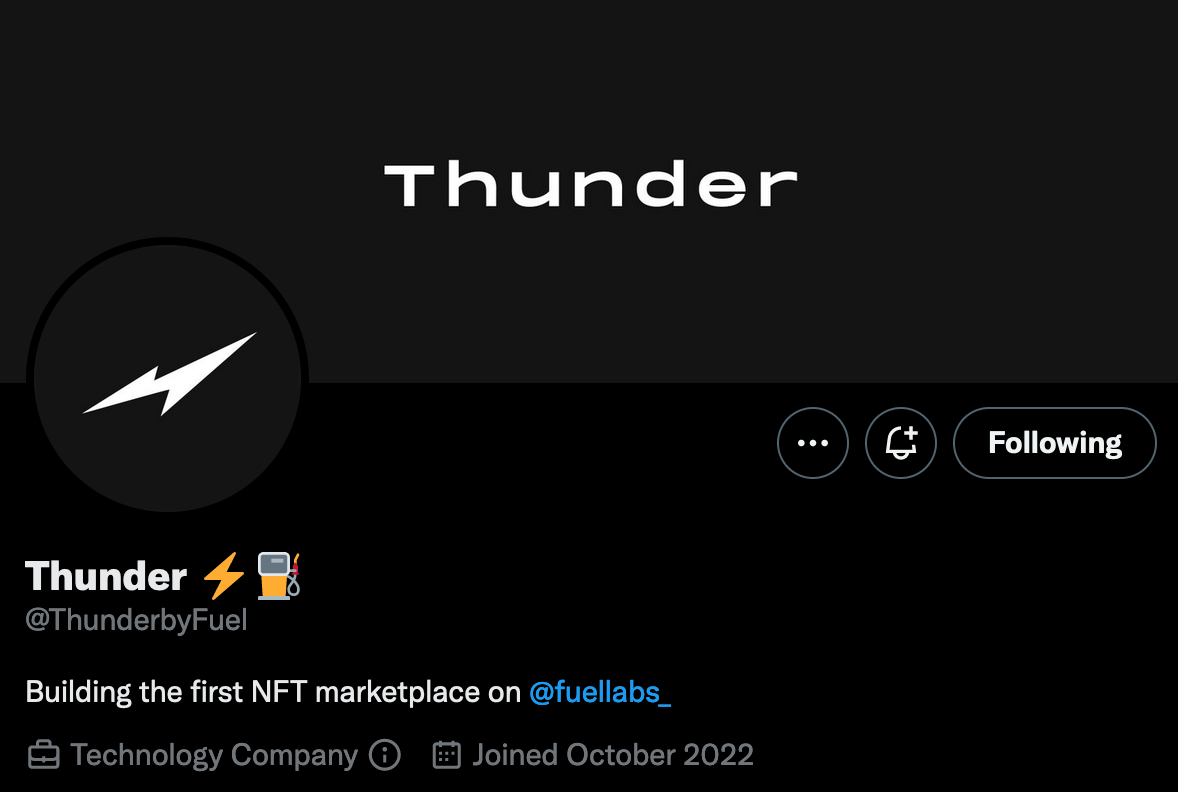 Thunder
Following
Thunder ⚡⛽
@ThunderbyFuel
Building the first NFT marketplace on @fuellabs_
Technology Company Joined October 2022